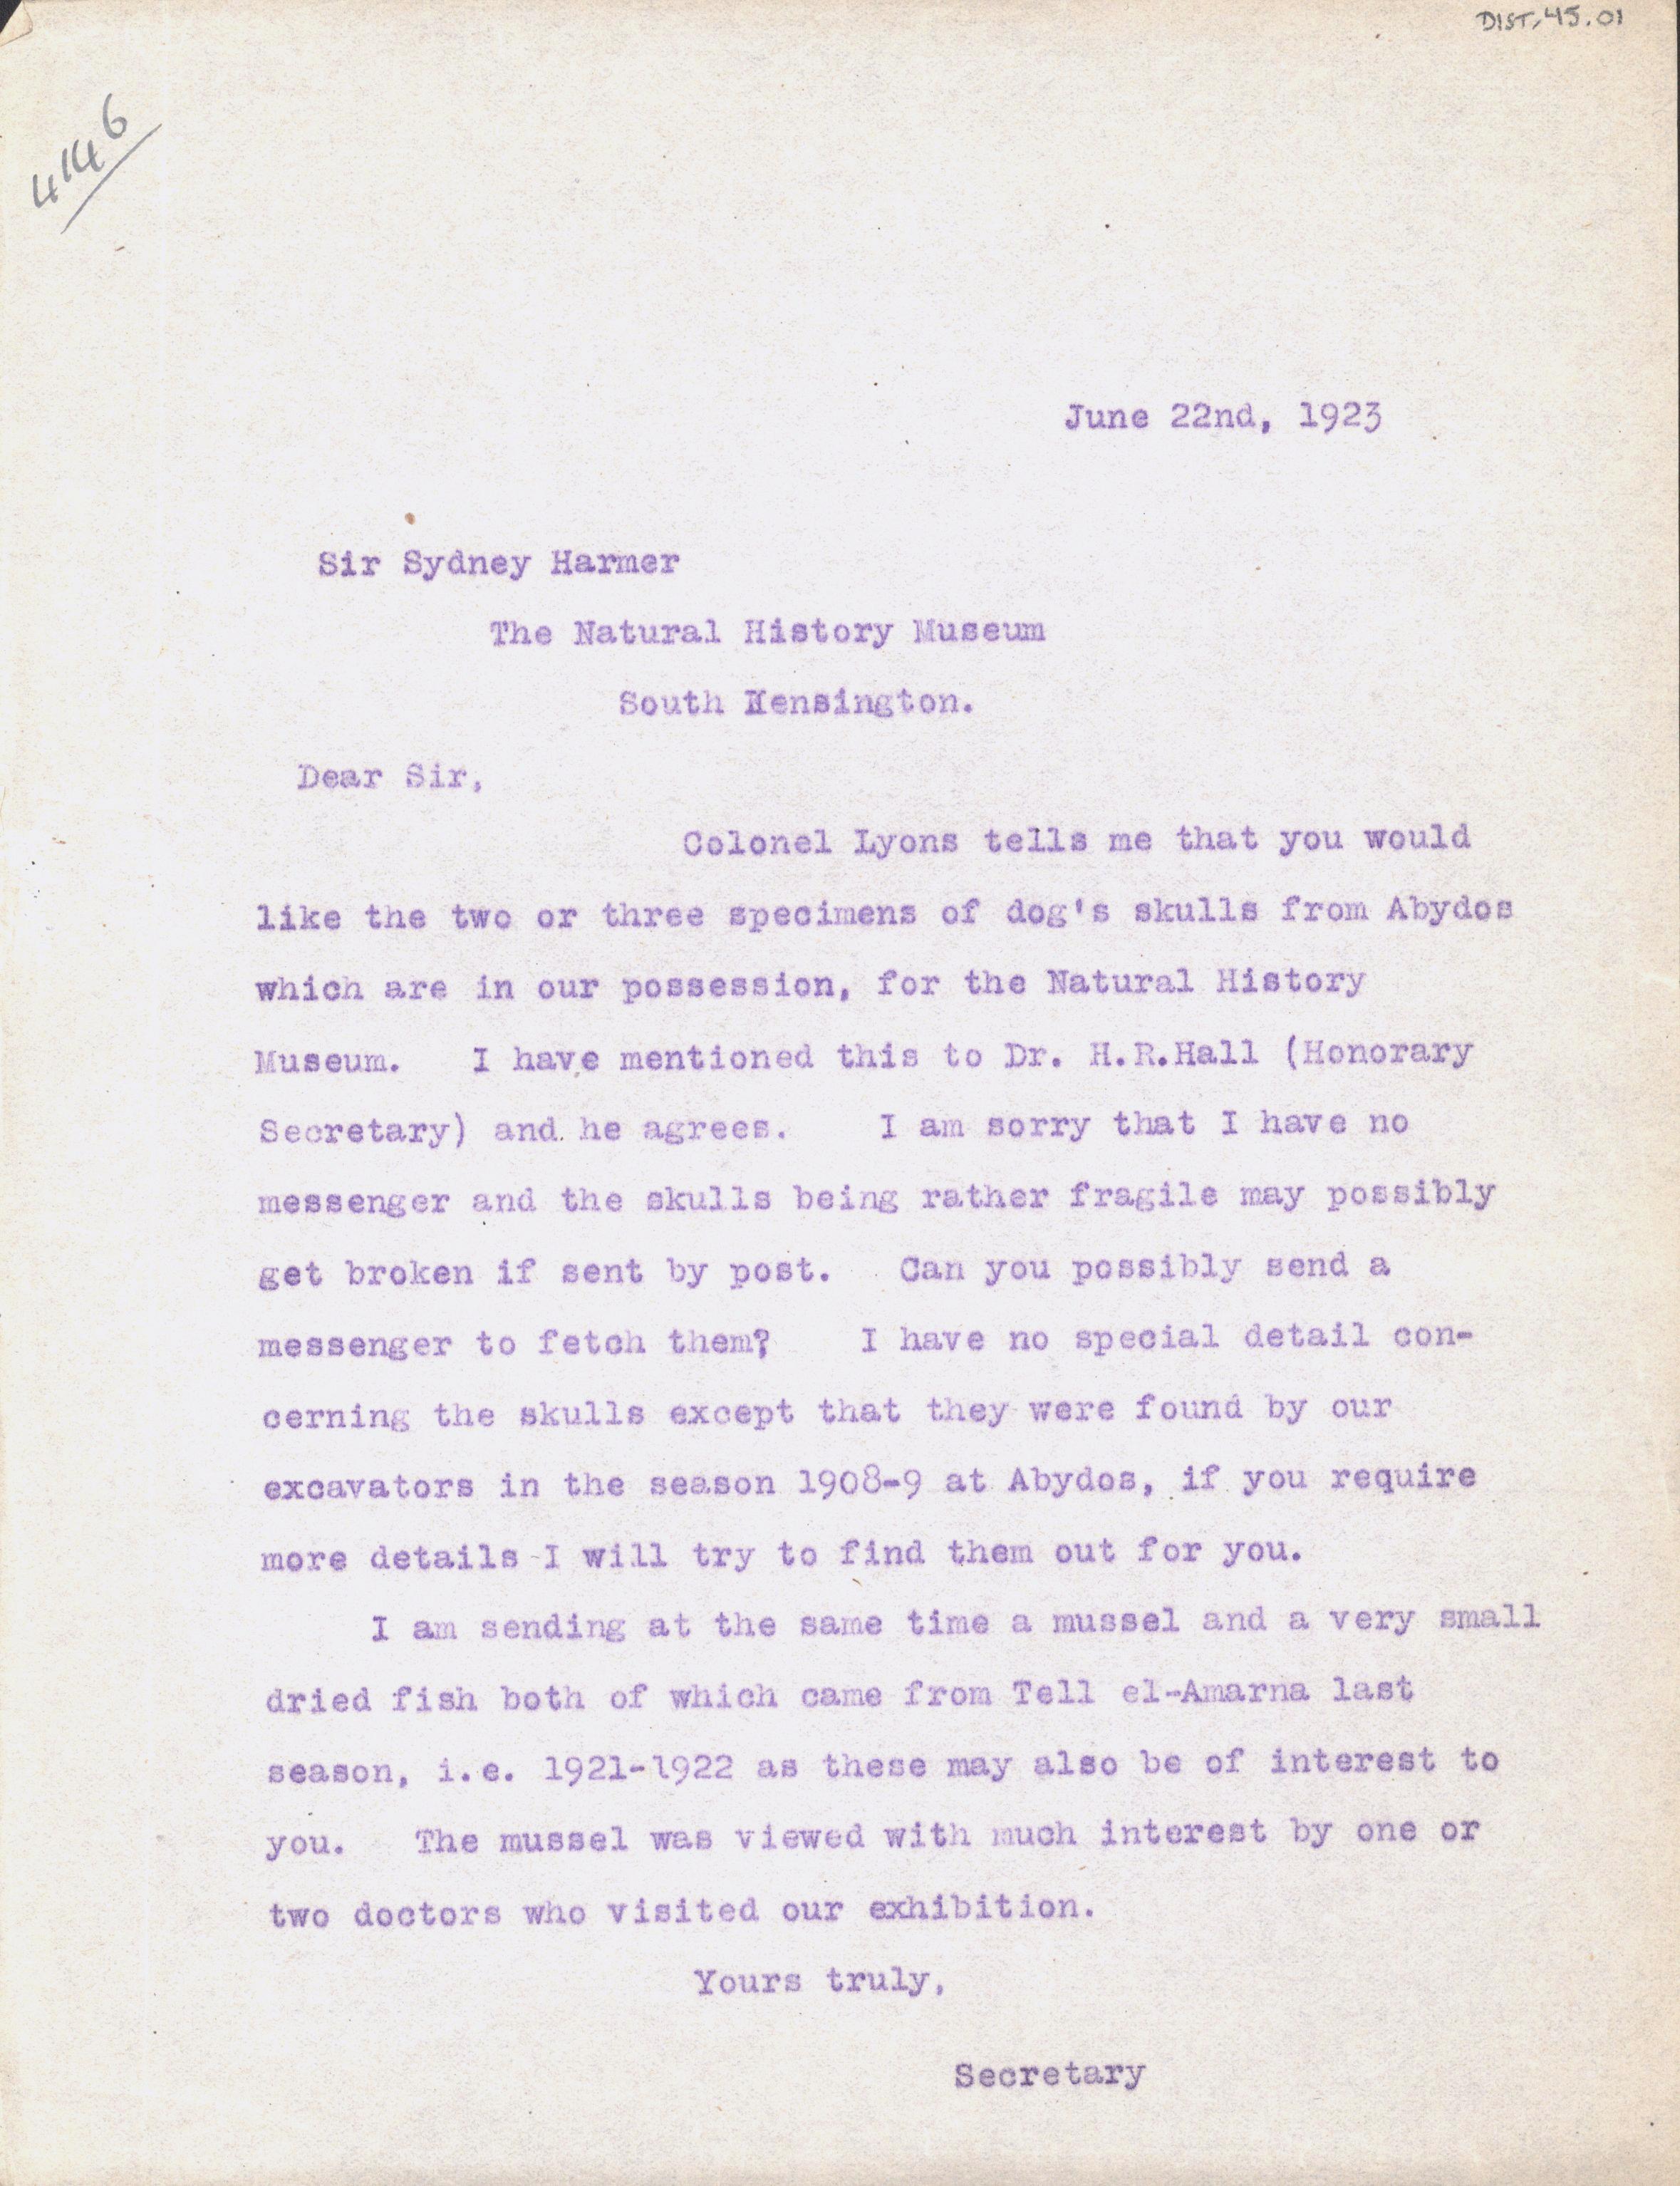 DIST.45.01
4146
June 22nd, 1923
Sir Sydney Harmer
The Natural History Museum
South Kensington.
Dear Sir,
Colonel Lyons tells me that you would
like the two or three specimens of dog's skulls from Abydos
which are in our possession, for the Natural History
Museum. I have mentioned this to Dr. H.R.Hall (Honorary
Secretary) and he agrees. I am sorry that I have no
messenger and the skulls being rather fragile may possibly
get broken if sent by post. Can you possibly send a
messenger to fetch them? I have no special detail con-
cerning the skulls except that they were found by our
excavators in the season 1908-9 at Abydos, if you require
more details I will try to find them out for you.
I am sending at the same time a mussel and a very small
dried fish both of which came from Tell el-Amarna last
season, i.e. 1921-1922 as these may also be of interest to
you. The mussel was viewed with much interest by one or
two doctors who visited our exhibition.
Yours truly,
Secretary